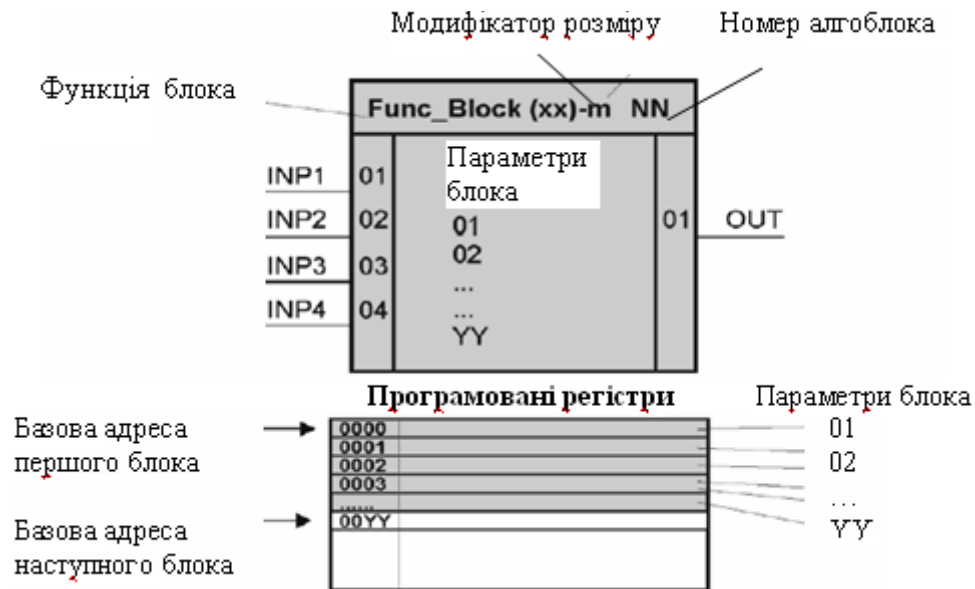 Модифікатор розміру
Номер алгоблока
Функція блока
Func_Block (xx)-m NN
Параметри
блока
INP1 01
INP2 02 01 01 OUT
02
INP3 03
...
INP4 04 ...
YY
Програмовані регістри
Параметри блока
Базова адреса
першого блока
0000 01
0001
0002 02
0003
...... ...
00YY YY
Базова адреса
наступного блока